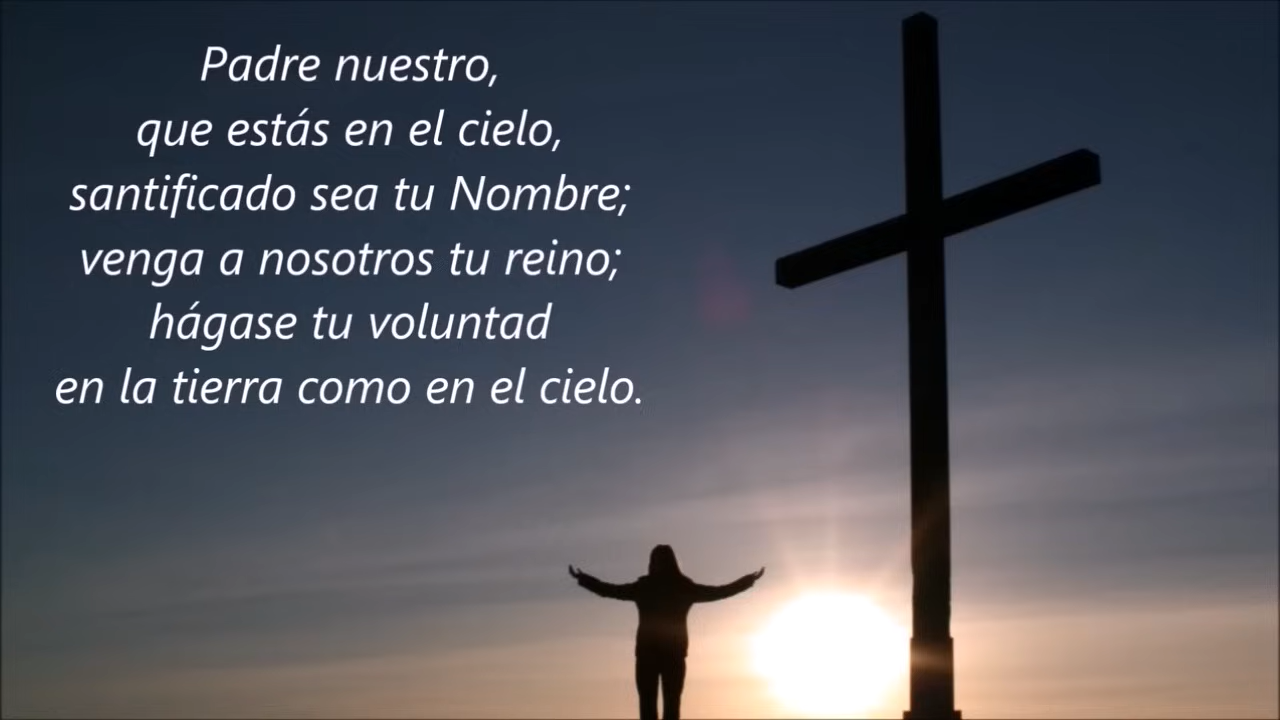 Padre nuestro,
que estás en el cielo,
santificado sea tu Nombre;
venga a nosotros tu reino;
hágase tu voluntad
en la tierra como en el cielo.